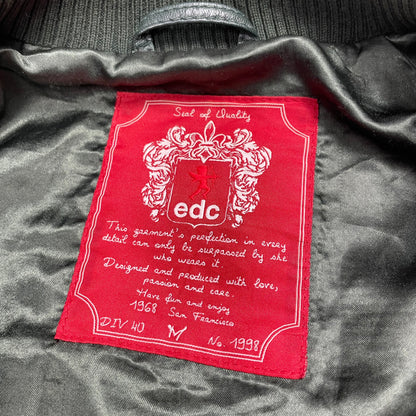 Seal of Quality
edc
This garment's perfection in every
detail can only be surpassed by she
who wears it.
Designed and produced with love,
passion and care.
Have fun and enjoy
1968 San Francisco
DIV 40 M No. 1998